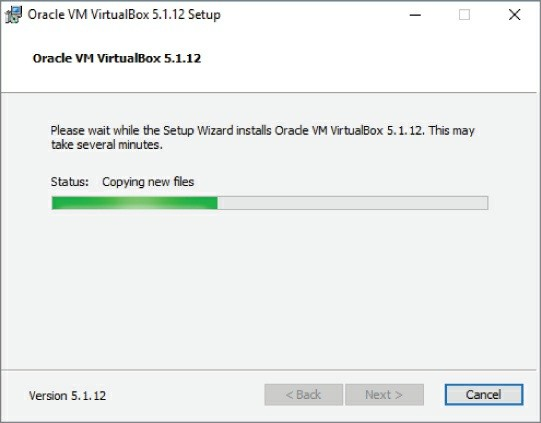 Oracle VM VirtualBox 5.1.12 Setup
Oracle VM VirtualBox 5.1.12
Please wait while the Setup Wizard installs Oracle VM VirtualBox 5.1.12. This may
take several minutes.
Status: Copying new files
Version 5.1.12
< Back
Next >
Cancel